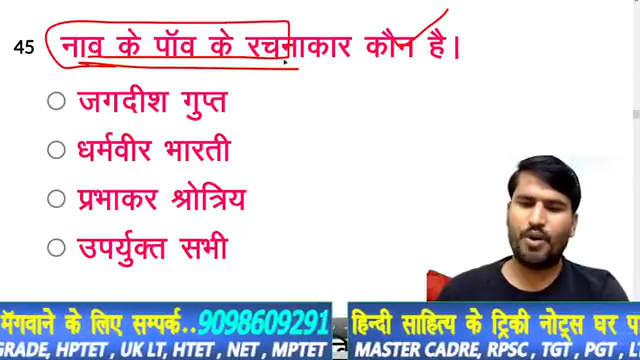 45 नाव के पॉव के रचनाकार कौन है।
जगदीश गुप्त
धर्मवीर भारती
प्रभाकर श्रोत्रिय
उपर्युक्त सभी
मॅगवाने के लिए सम्पर्क..9098609291 हिन्दी साहित्य के ट्रिकी नोट्स घर
GRADE, HPTET , UK LT, HTET , NET , MPTET MASTER CADRE, RPSC, TGT , PGT